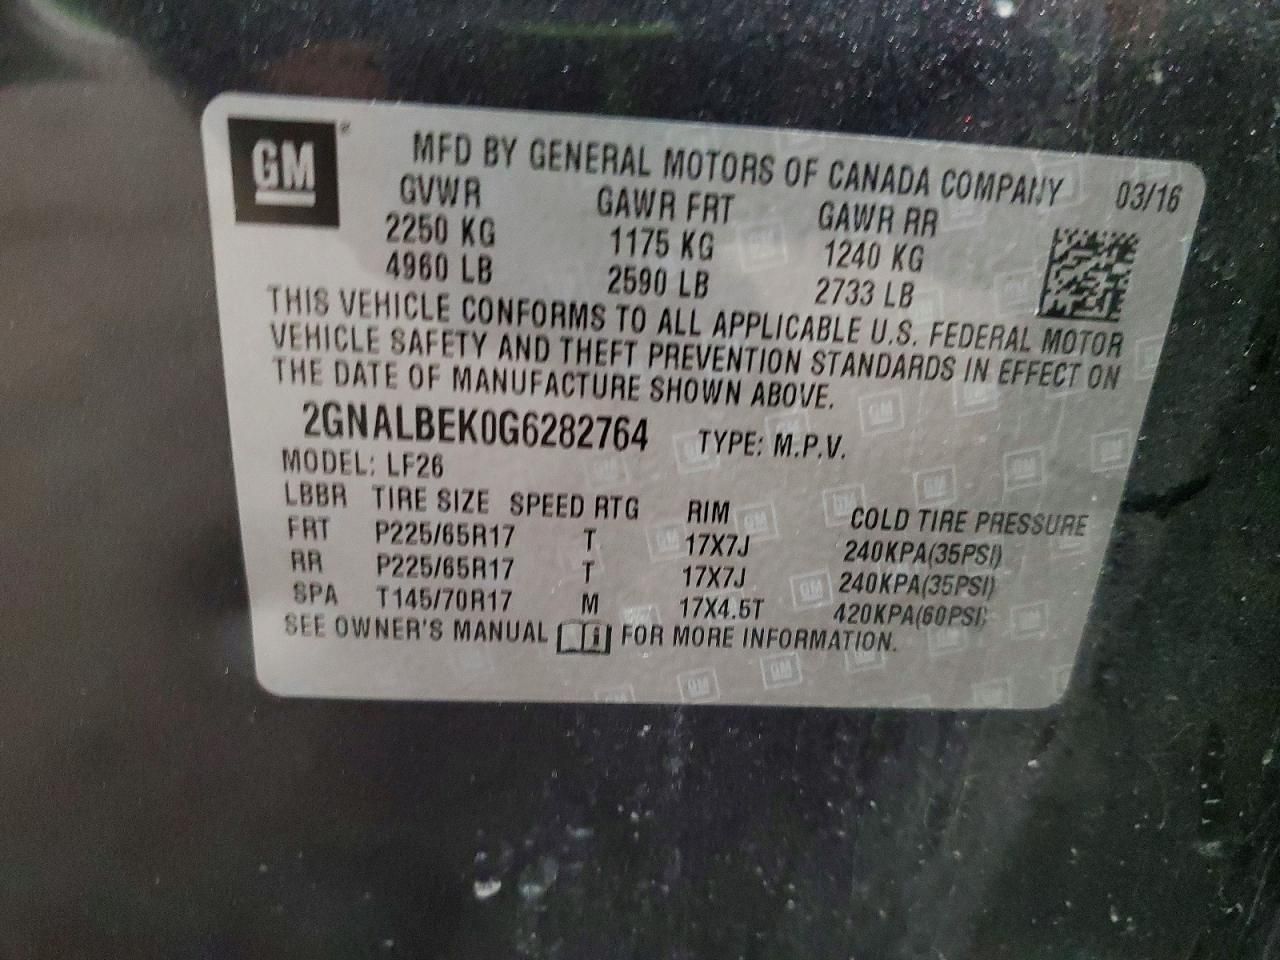 GM ®
MFD BY GENERAL MOTORS OF CANADA COMPANY 03/16
GVWR GAWR FRT GAWR RR
2250 KG 1175 KG 1240 KG
4960 LB 2590 LB 2733 LB
THIS VEHICLE CONFORMS TO ALL APPLICABLE U.S. FEDERAL MOTOR
VEHICLE SAFETY AND THEFT PREVENTION STANDARDS IN EFFECT ON
THE DATE OF MANUFACTURE SHOWN ABOVE.
2GNALBEK0G6282764 TYPE: M.P.V.
MODEL: LF26
LBBR TIRE SIZE SPEED RTG RIM COLD TIRE PRESSURE
FRT P225/65R17 T 17X7J 240KPA(35PSI)
RR P225/65R17 T 17X7J 240KPA(35PSI)
SPA T145/70R17 M 17X4.5T 420KPA(60PSI)
SEE OWNER'S MANUAL i FOR MORE INFORMATION.